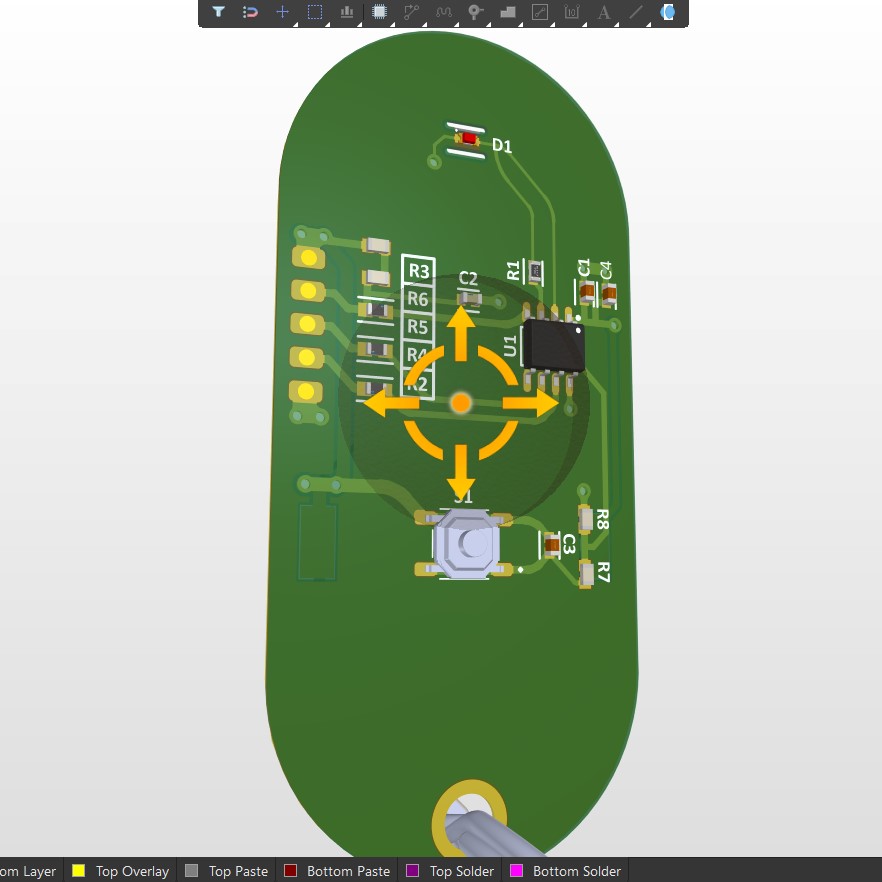 D1
R3
R6
R5
R4
R2
C2
R1
C1
C4
U1
S1
R8
C3
R7
om Layer
Top Overlay
Top Paste
Bottom Paste
Top Solder
Bottom Solder